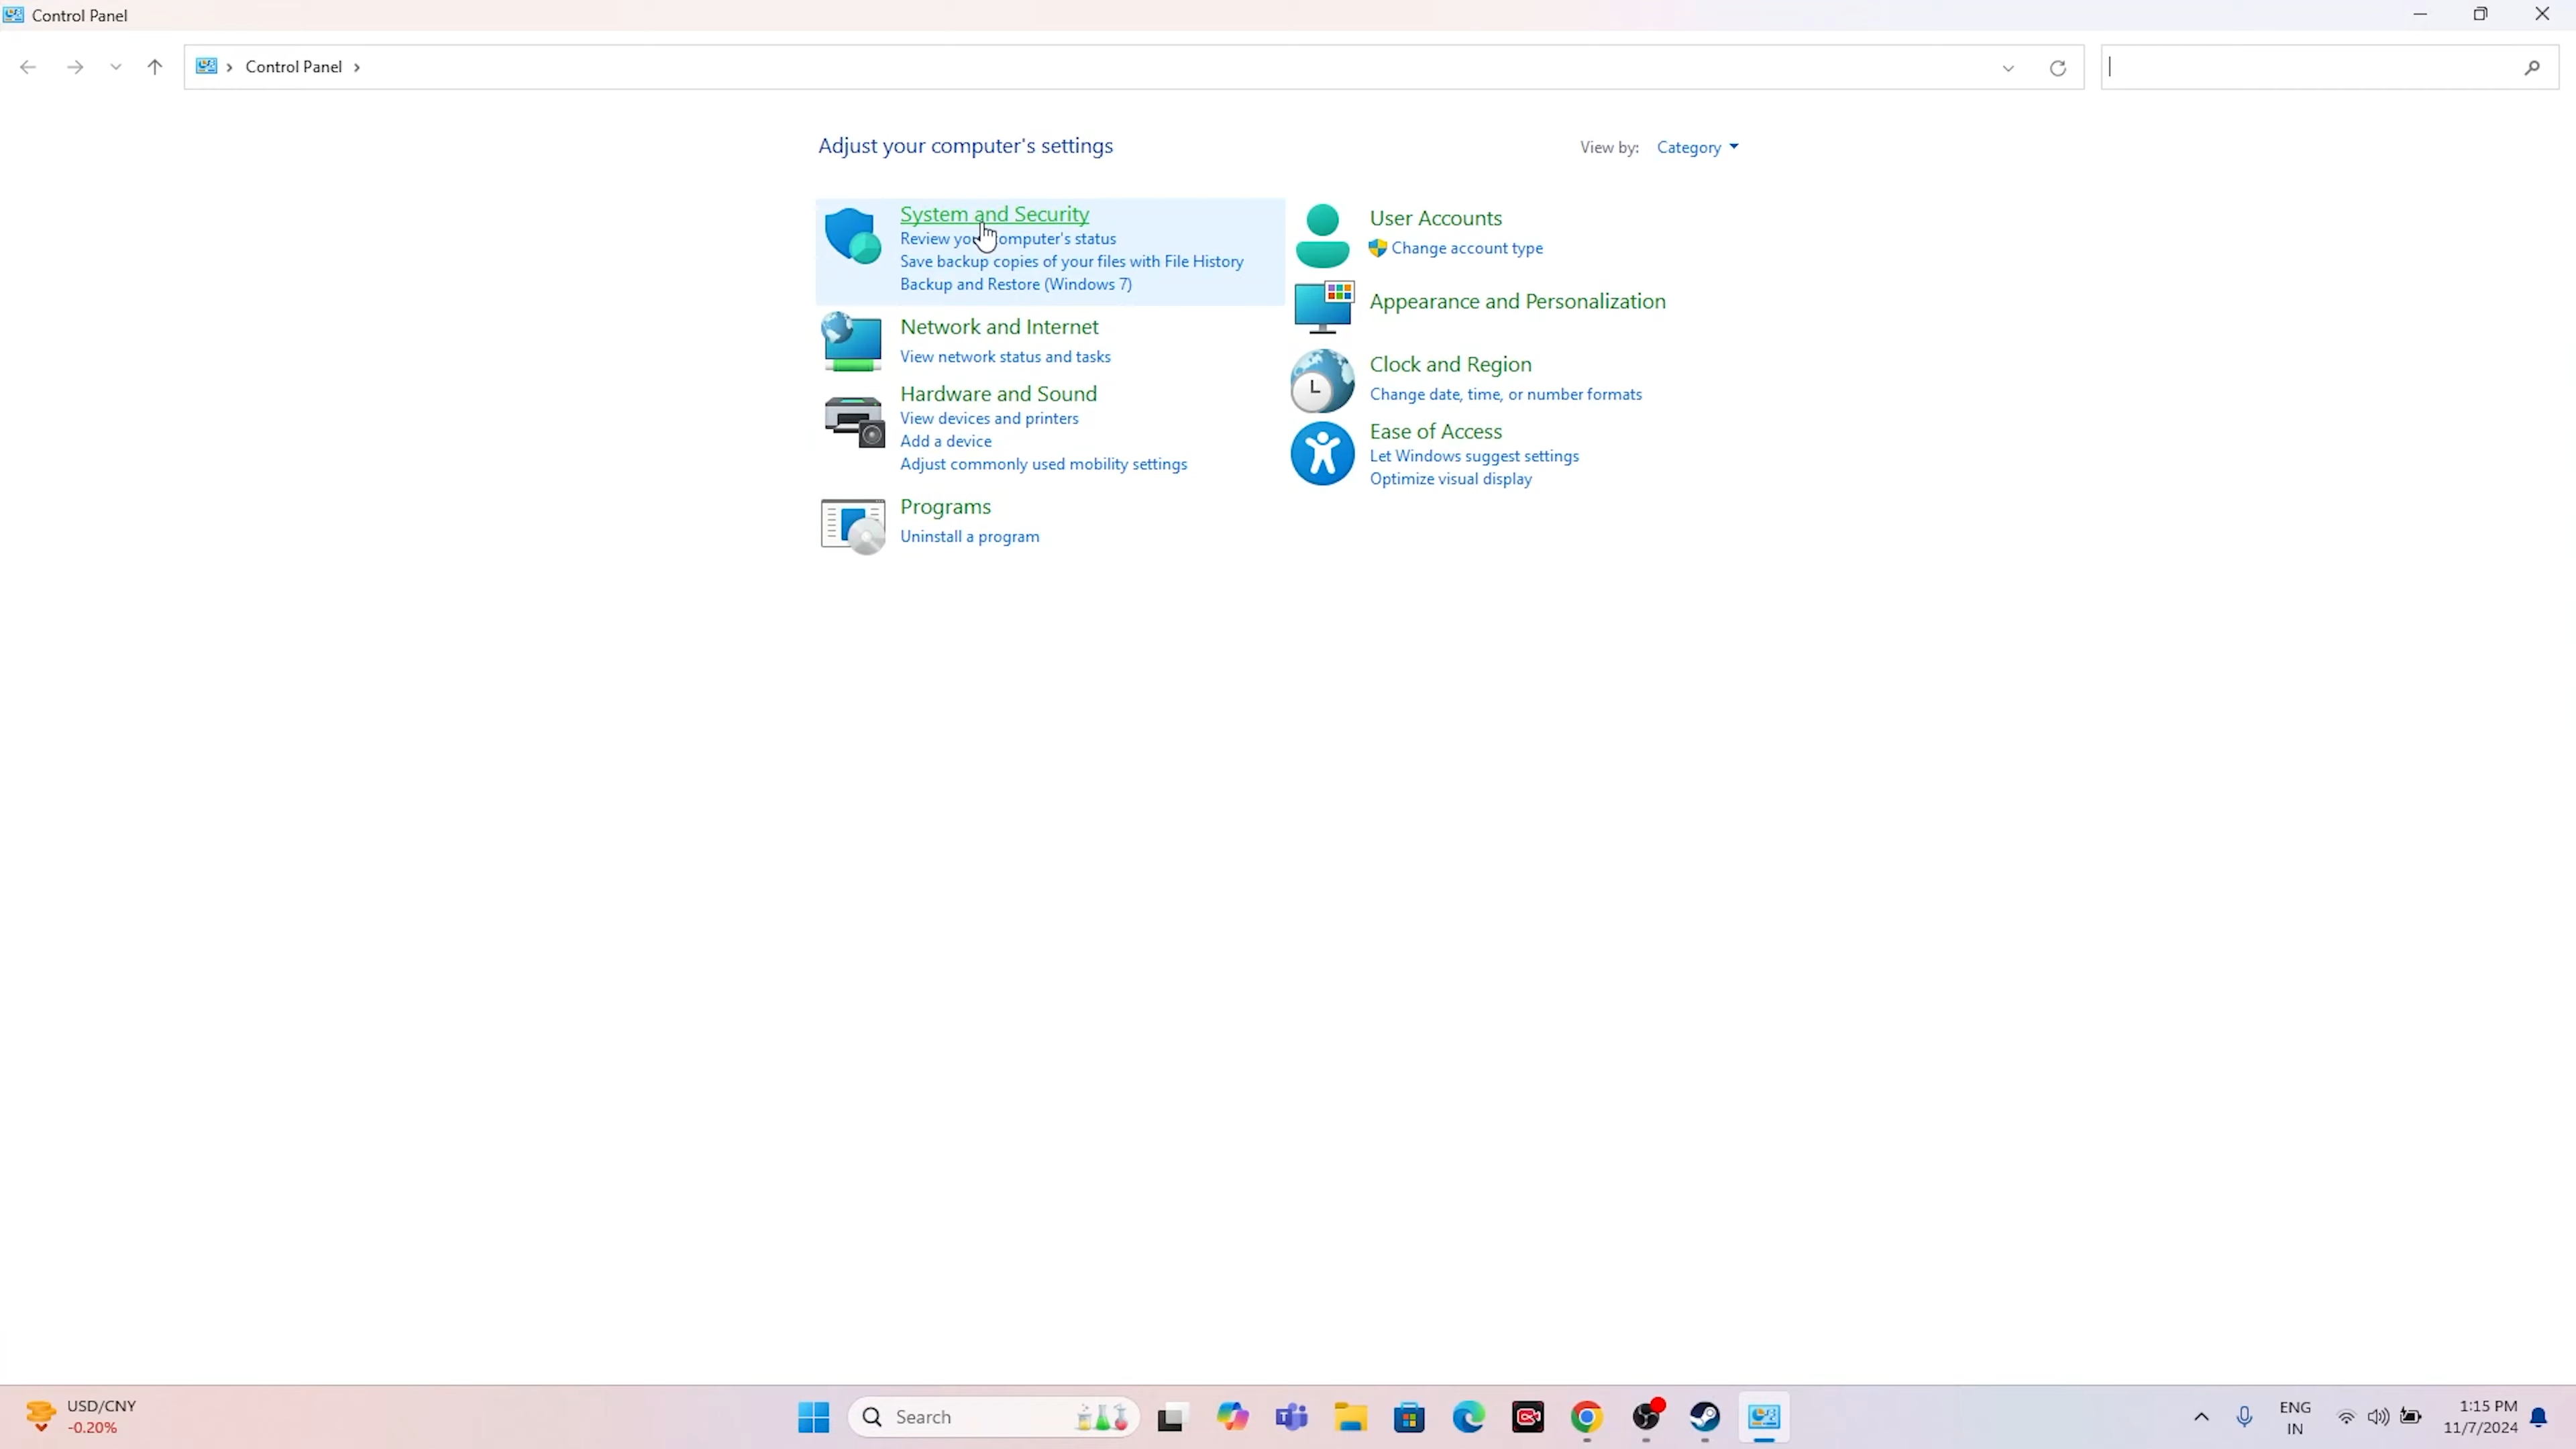 Control Panel
Control Panel
Adjust your computer's settings
View by: Category
System and Security
Review yo omputer's status
Save backup copies of your files with File History
Backup and Restore (Windows 7)
Network and Internet
View network status and tasks
Hardware and Sound
View devices and printers
Add a device
Adjust commonly used mobility settings
Programs
Uninstall a program
User Accounts
Change account type
Appearance and Personalization
Clock and Region
Change date, time, or number formats
Ease of Access
Let Windows suggest settings
Optimize visual display
USD/CNY
-0.20%
Search
ENG
IN
1:15 PM
11/7/2024